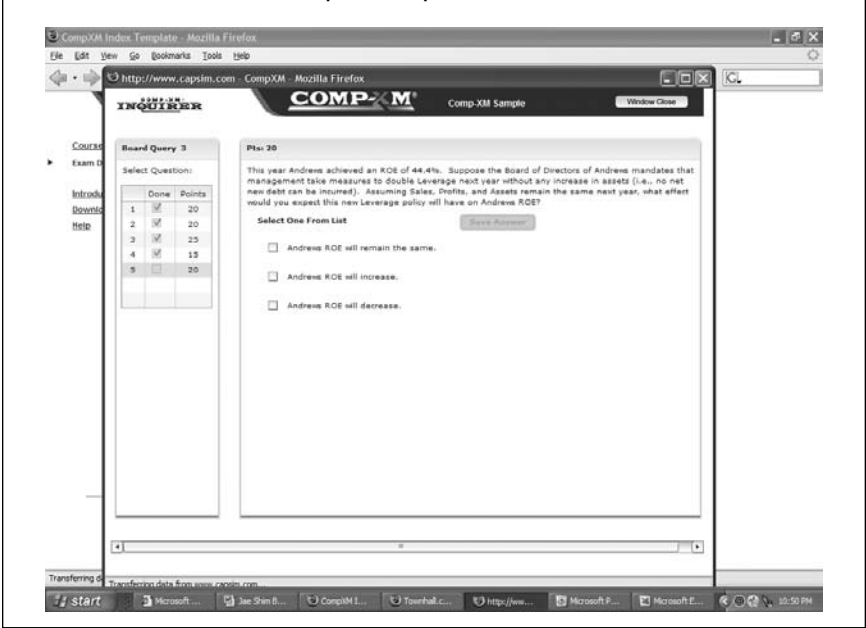 CompXM Index Template - Mozilla Firefox
File Edit View Go Bookmarks Tools Help
http://www.capsim.com - CompXM - Mozilla Firefox
G
COMP-XM
INQUIRER
COMP-XM
Comp-XM Sample
Window Close
Course
Exam D
Introdu
Downlo
Help
Board Query 3
Select Question:
Done Points
1 20
2 20
3 25
4 15
5 20
Pts: 20
This year Andrews achieved an ROE of 44.4%. Suppose the Board of Directors of Andrews mandates that
management take measures to double Leverage next year without any increase in assets (i.e., no net
new debt can be incurred). Assuming Sales, Profits, and Assets remain the same next year, what effect
would you expect this new Leverage policy will have on Andrews ROE?
Select One From List
Save Answer
Andrews ROE will remain the same.
Andrews ROE will increase.
Andrews ROE will decrease.
Transferring d
Transferring data from www.capsim.com...
start
Microsoft ...
Jae Shim B...
CompXM I...
Townhall.c...
http://ww...
Microsoft P...
Microsoft E...
10:50 PM